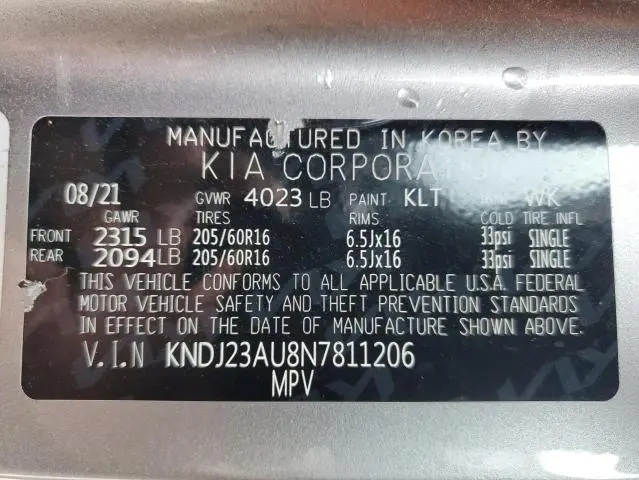 MANUFACTURED IN KOREA BY
KIA CORPORAT
08/21 GVWR 4023 LB PAINT KLT WK
GAWR TIRES RIMS COLD TIRE INFL
FRONT 2315 LB 205/60R16 6.5Jx16 33psi SINGLE
REAR 2094 LB 205/60R16 6.5Jx16 33psi SINGLE
THIS VEHICLE CONFORMS TO ALL APPLICABLE U.S.A. FEDERAL
MOTOR VEHICLE SAFETY AND THEFT PREVENTION STANDARDS
IN EFFECT ON THE DATE OF MANUFACTURE SHOWN ABOVE.
V.I.N KNDJ23AU8N7811206
MPV